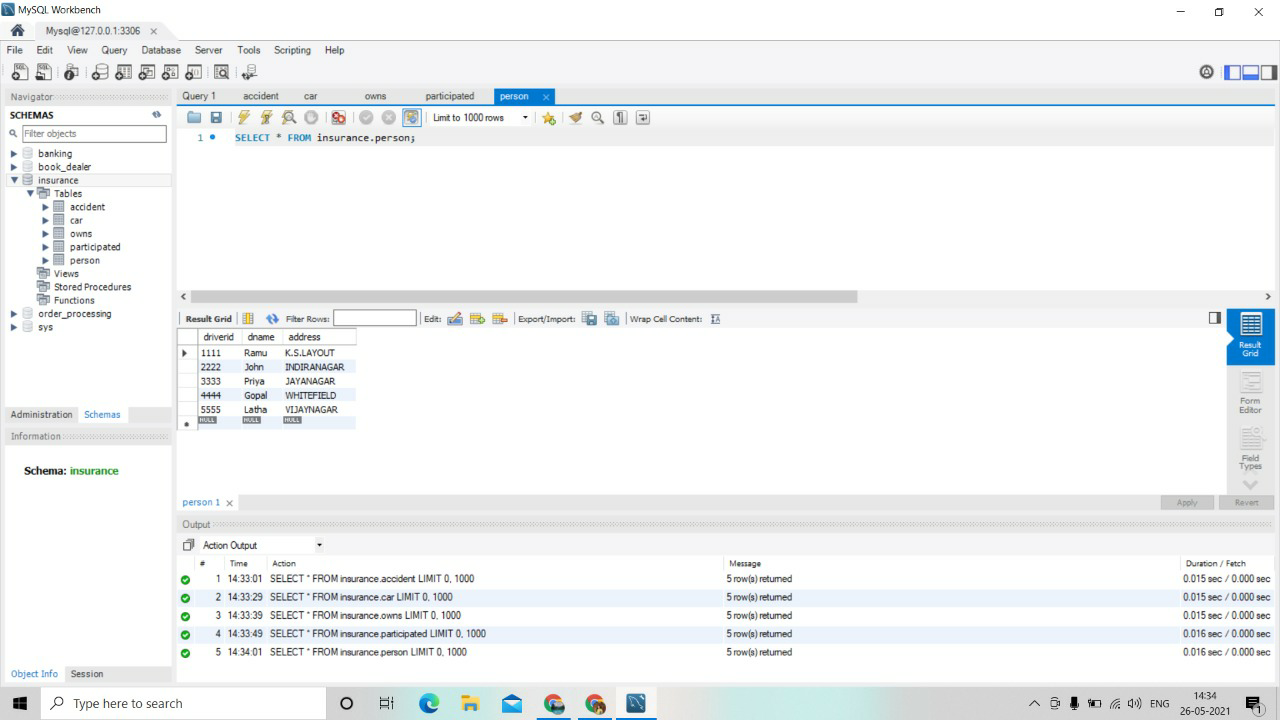 MySQL Workbench
Mysql@127.0.0.1:3306
File Edit View Query Database Server Tools Scripting Help
Navigator
SCHEMAS
Filter objects
banking
book_dealer
insurance
Tables
accident
car
owns
participated
person
Views
Stored Procedures
Functions
order_processing
sys
Administration Schemas
Information
Schema: insurance
Object Info Session
Query 1 accident car owns participated person
Limit to 1000 rows
1 SELECT * FROM insurance.person;
Result Grid Filter Rows: Edit: Export/Import: Wrap Cell Content:
driverid dname address
1111 Ramu K.S.LAYOUT
2222 John INDIRANAGAR
3333 Priya JAYANAGAR
4444 Gopal WHITEFIELD
5555 Latha VIJAYNAGAR
NULL NULL NULL
Result
Grid
Form
Editor
Field
Types
person 1 Apply Revert
Output
Action Output
# Time Action Message Duration / Fetch
1 14:33:01 SELECT * FROM insurance.accident LIMIT 0, 1000 5 row(s) returned 0.015 sec / 0.000 sec
2 14:33:29 SELECT * FROM insurance.car LIMIT 0, 1000 5 row(s) returned 0.015 sec / 0.000 sec
3 14:33:39 SELECT * FROM insurance.owns LIMIT 0, 1000 5 row(s) returned 0.015 sec / 0.000 sec
4 14:33:49 SELECT * FROM insurance.participated LIMIT 0, 1000 5 row(s) returned 0.016 sec / 0.000 sec
5 14:34:01 SELECT * FROM insurance.person LIMIT 0, 1000 5 row(s) returned 0.016 sec / 0.000 sec
Type here to search
ENG
14:34
26-05-2021
1